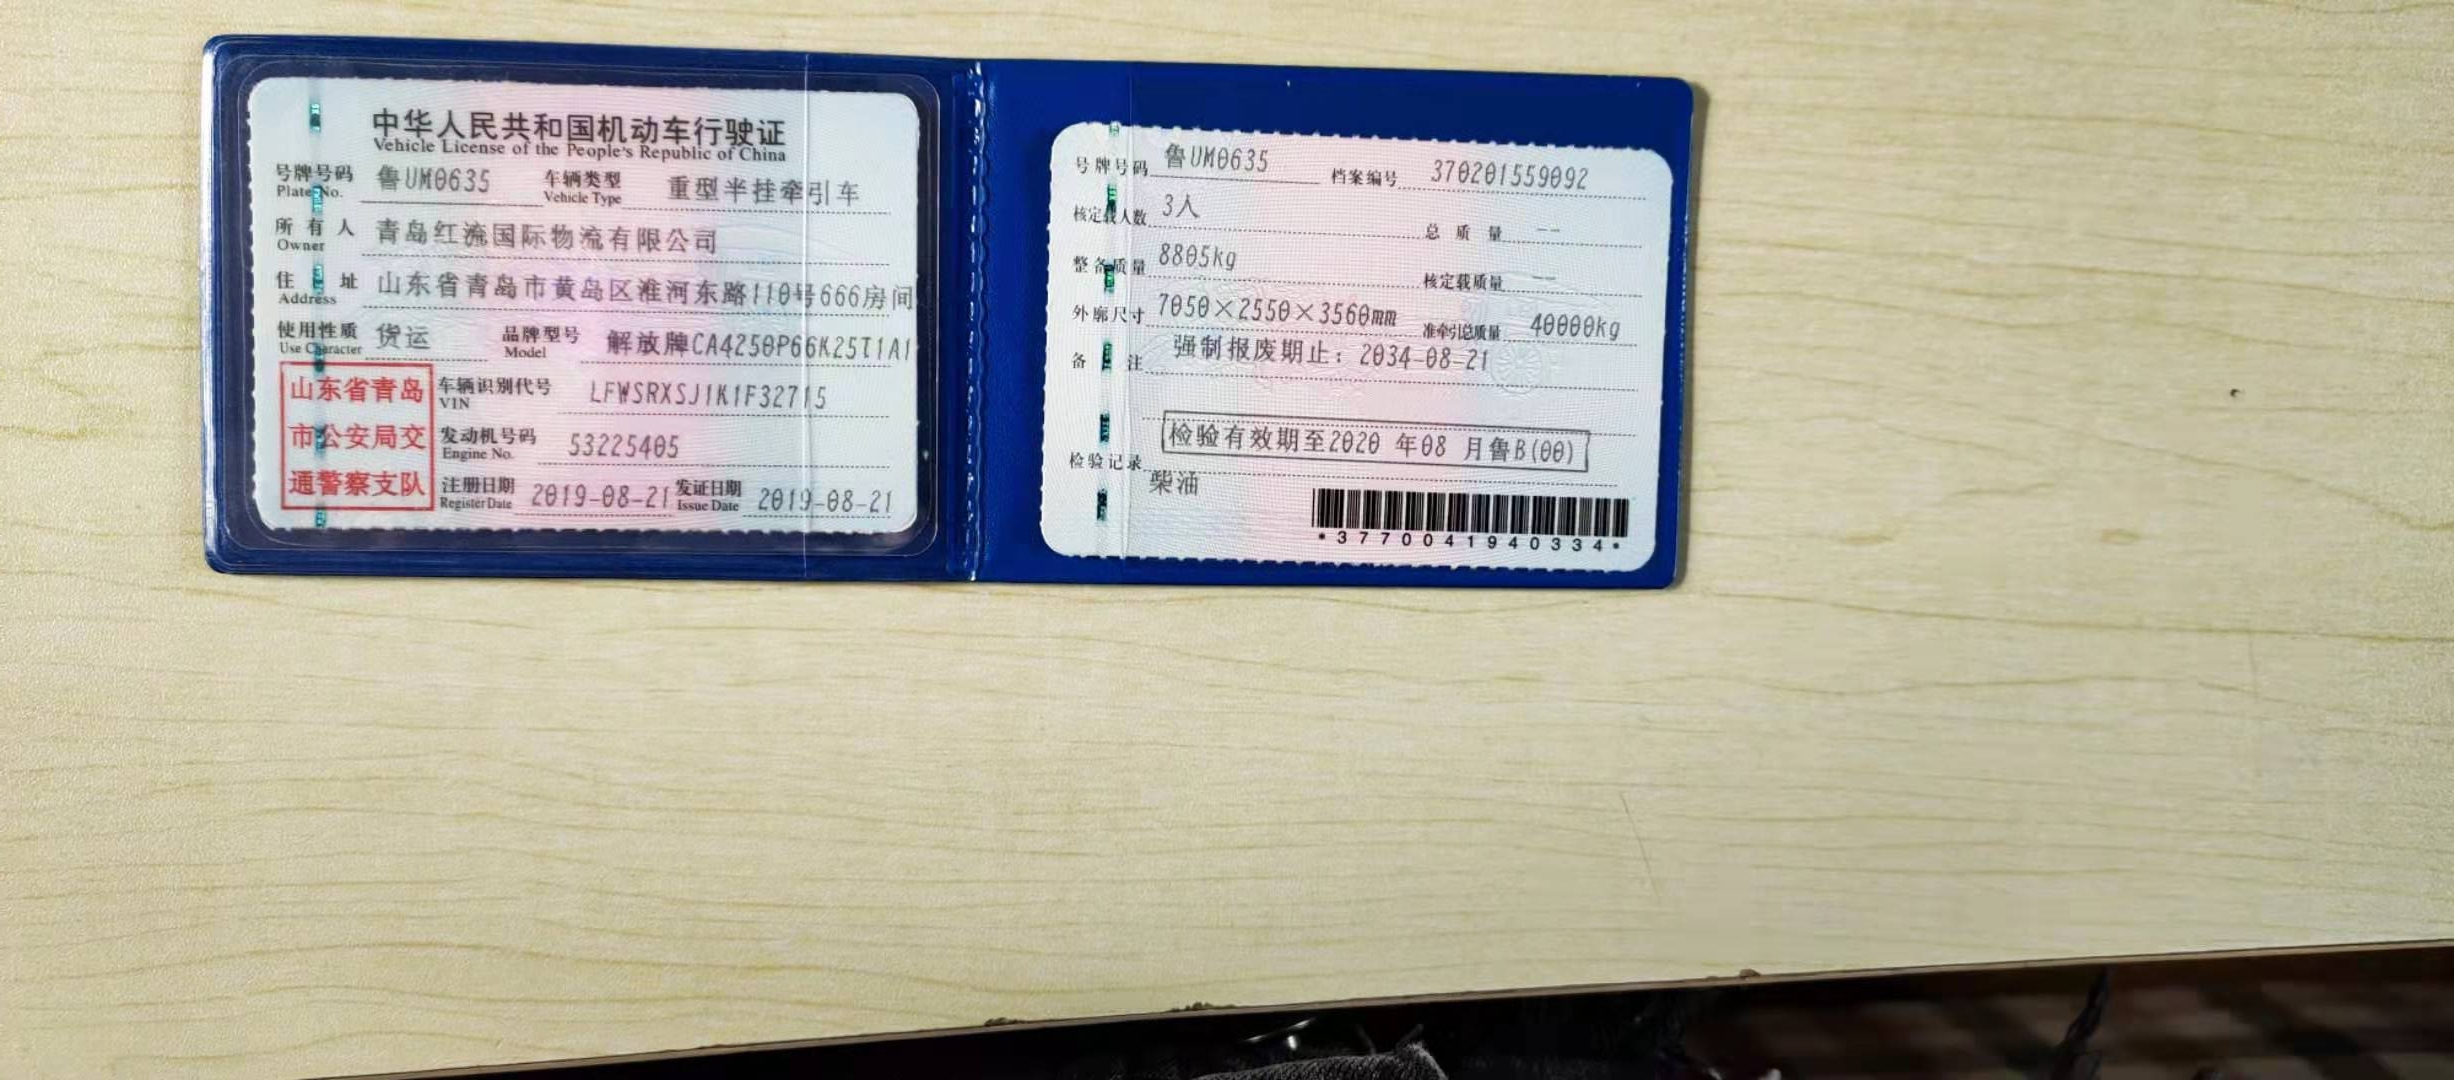 中华人民共和国机动车行驶证
Vehicle License of the People's Republic of China
号牌号码 鲁UM0635 车辆类型 重型半挂牵引车
Plate No. Vehicle Type
所有人 青岛红流国际物流有限公司
Owner
住址 山东省青岛市黄岛区淮河东路110号666房间
Address
使用性质 货运 品牌型号 解放牌CA4250P66K25T1A1
Use Character Model
山东省青岛
市公安局交
通警察支队
车辆识别代号 LFWSRXSJ1K1F32715
VIN
发动机号码 53225405
Engine No.
注册日期 2019-08-21 发证日期 2019-08-21
Register Date Issue Date
号牌号码 鲁UM0635 档案编号 370201559092
核定载人数 3人 总质量 --
整备质量 8805kg 核定载质量 --
外廓尺寸 7050×2550×3560mm 准牵引总质量 40000kg
备注 强制报废期止：2034-08-21
检验有效期至2020 年08 月鲁B(00)
检验记录
柴油
*3770041940334*